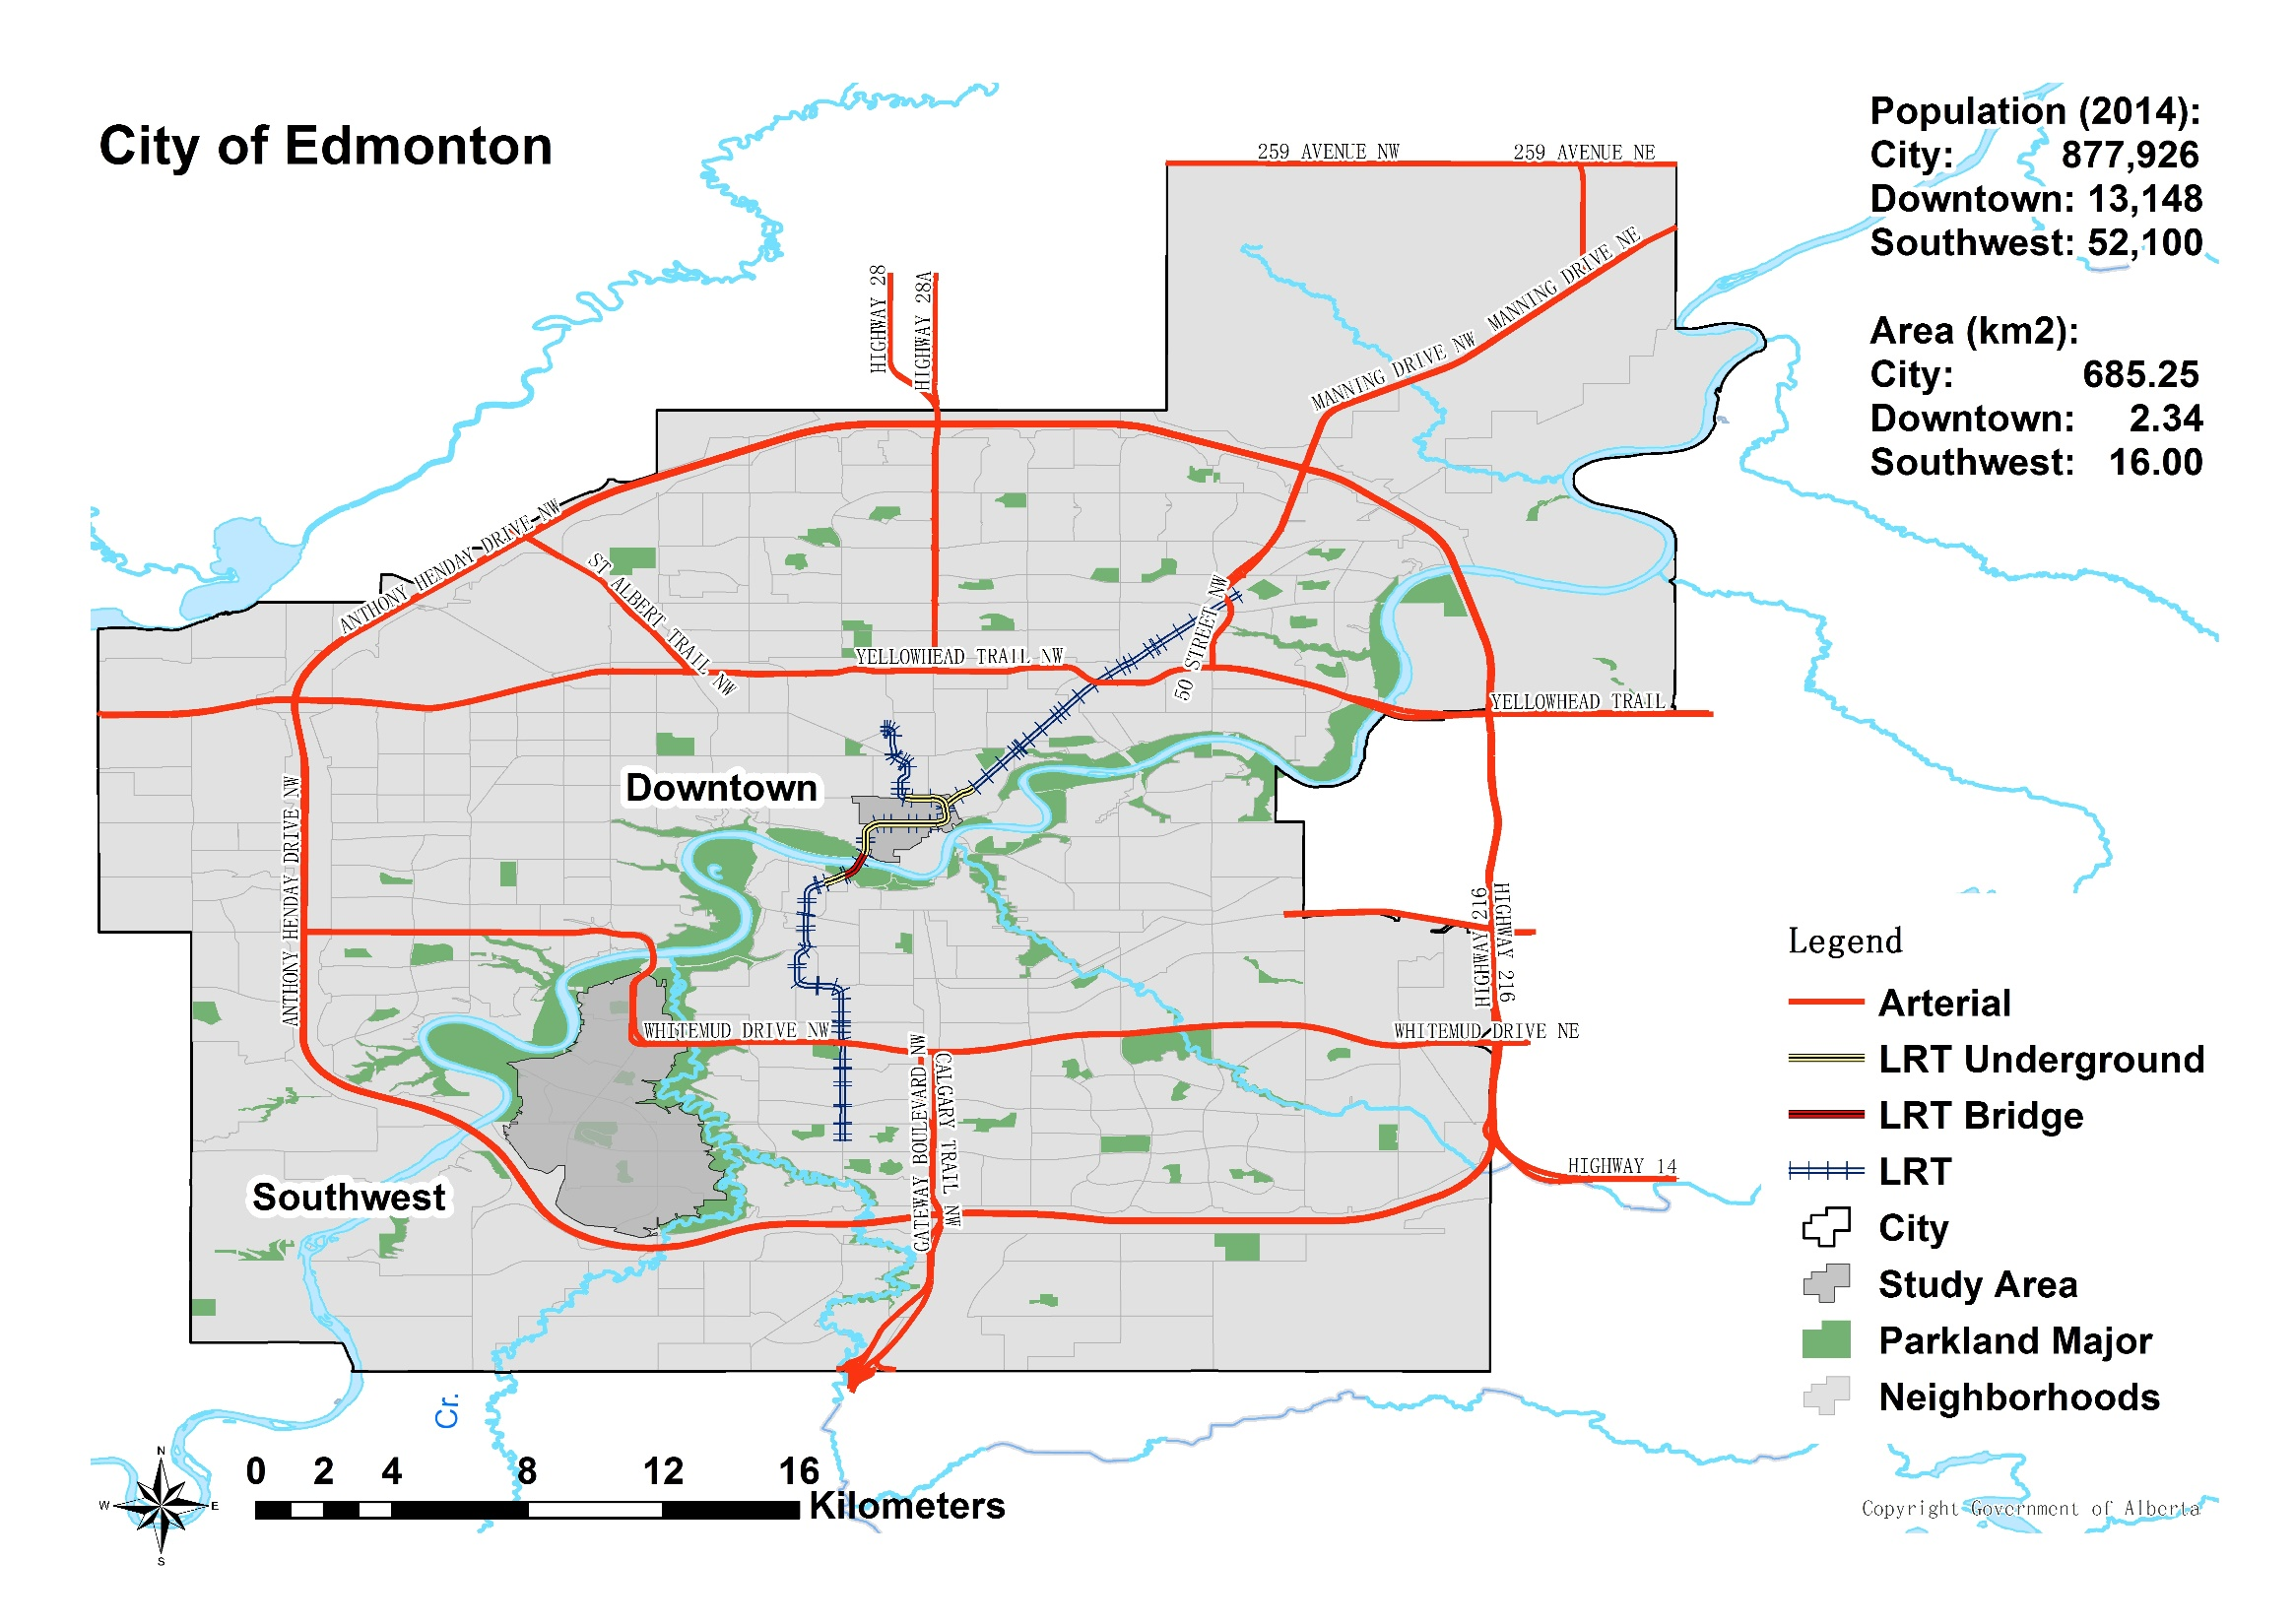 City of Edmonton
Population (2014):
City: 877,926
Downtown: 13,148
Southwest: 52,100
Area (km2):
City: 685.25
Downtown: 2.34
Southwest: 16.00
259 AVENUE NW
259 AVENUE NE
MANNING DRIVE NE
MANNING DRIVE NW
HIGHWAY 28
HIGHWAY 28A
ANTHONY HENDAY DRIVE NW
ST ALBERT TRAIL NW
50 STREET NW
YELLOWHEAD TRAIL NW
YELLOWHEAD TRAIL
Downtown
ANTHONY HENDAY DRIVE NW
HIGHWAY 216
HIGHWAY 216
WHITEMUD DRIVE NW
WHITEMUD DRIVE NE
GATEWAY BOULEVARD NW
CALGARY TRAIL NW
HIGHWAY 14
Southwest
Cr.
Legend
Arterial
LRT Underground
LRT Bridge
LRT
City
Study Area
Parkland Major
Neighborhoods
N
W E
S
0 2 4 8 12 16
Kilometers
Copyright Government of Alberta